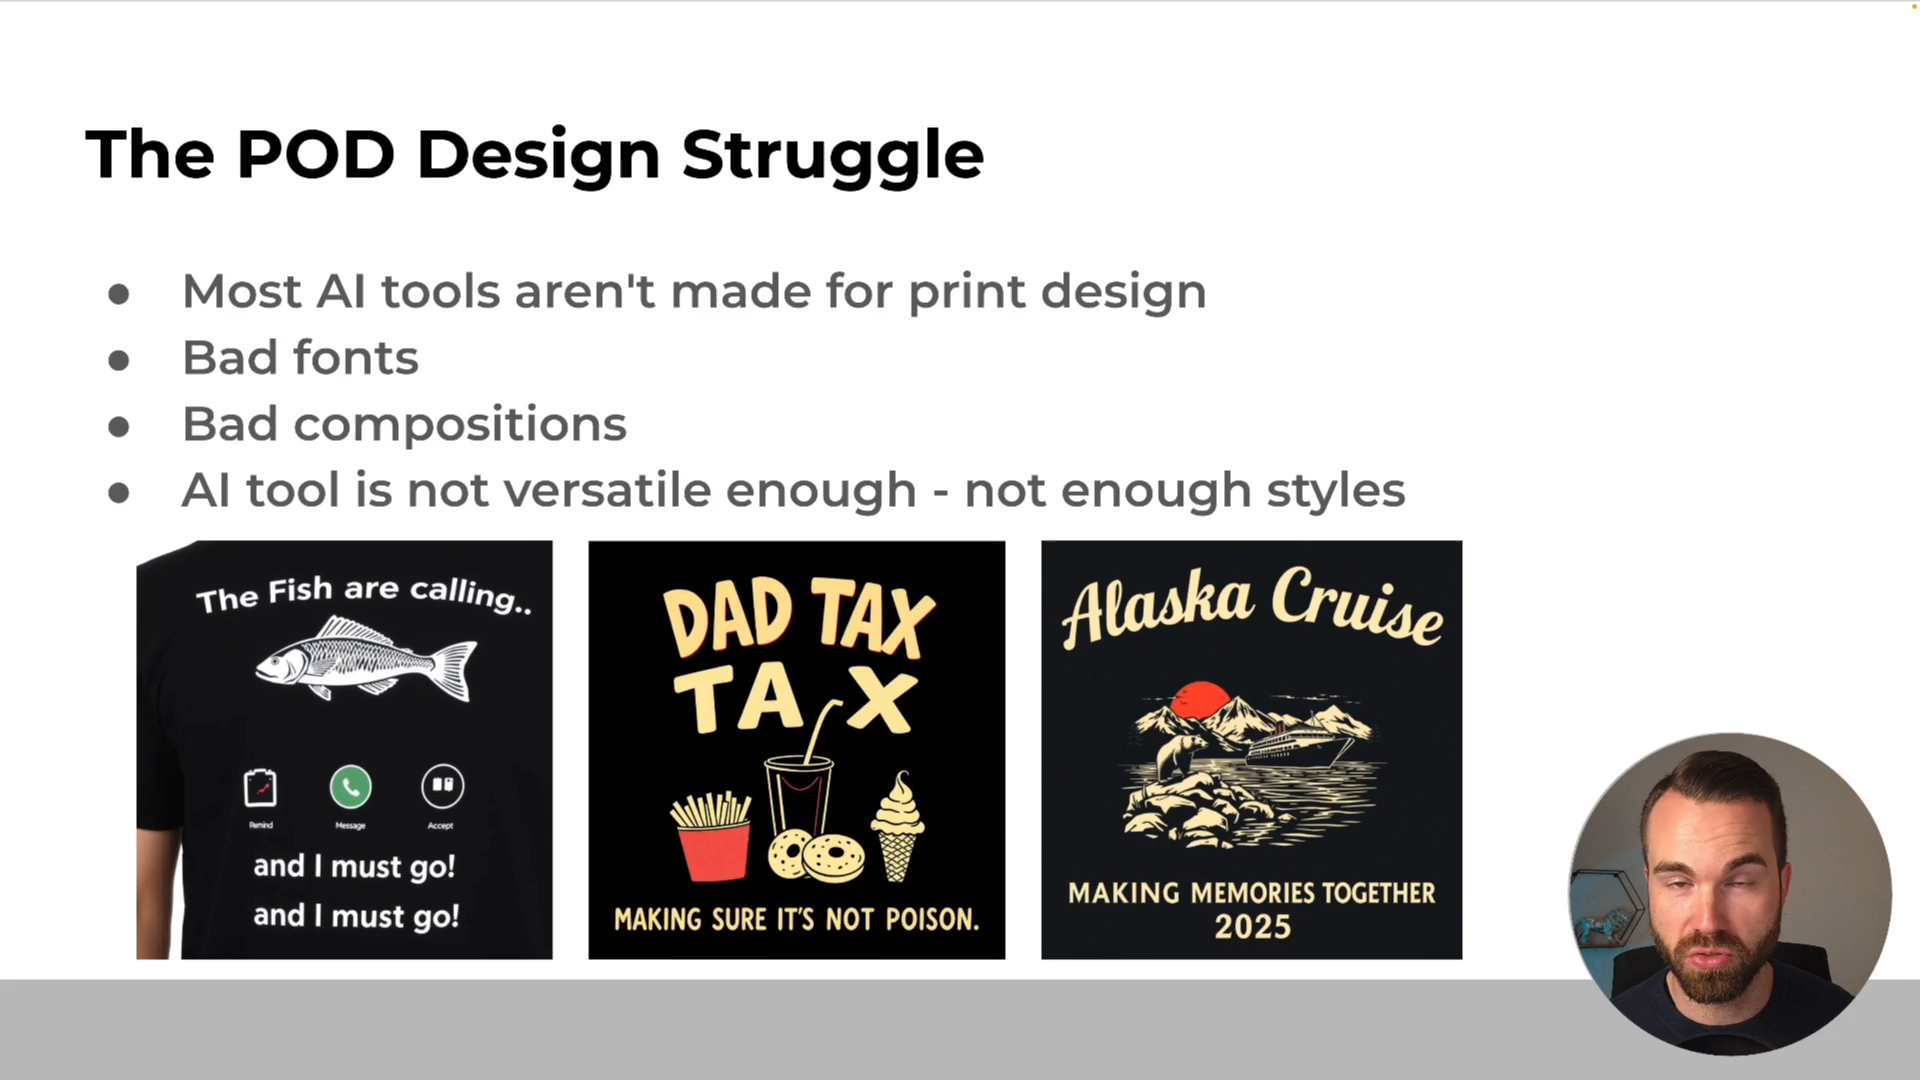 The POD Design Struggle
● Most AI tools aren't made for print design
● Bad fonts
● Bad compositions
● AI tool is not versatile enough - not enough styles
The Fish are calling..
Remind Message Accept
and I must go!
and I must go!
DAD TAX
TAX
MAKING SURE IT'S NOT POISON.
Alaska Cruise
MAKING MEMORIES TOGETHER
2025